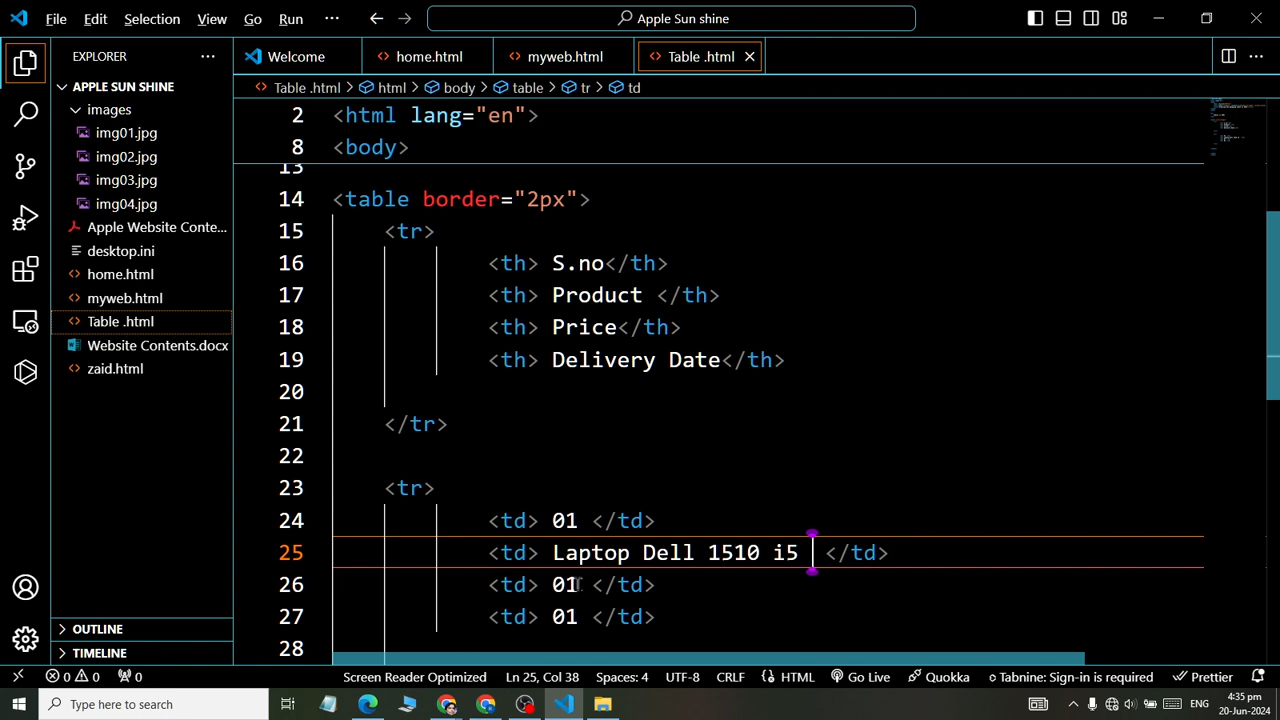 File Edit Selection View Go Run ··· Apple Sun shine
EXPLORER ···
Welcome home.html myweb.html Table .html
APPLE SUN SHINE
Table .html > html > body > table > tr > td
images
img01.jpg
img02.jpg
img03.jpg
img04.jpg
Apple Website Conte...
desktop.ini
home.html
myweb.html
Table .html
Website Contents.docx
zaid.html
OUTLINE
TIMELINE
2 <html lang="en">
8 <body>
13
14 <table border="2px">
15 <tr>
16 <th> S.no</th>
17 <th> Product </th>
18 <th> Price</th>
19 <th> Delivery Date</th>
20
21 </tr>
22
23 <tr>
24 <td> 01 </td>
25 <td> Laptop Dell 1510 i5 </td>
26 <td> 01 </td>
27 <td> 01 </td>
28
0 0 0 Screen Reader Optimized Ln 25, Col 38 Spaces: 4 UTF-8 CRLF HTML Go Live Quokka Tabnine: Sign-in is required Prettier
Type here to search ENG 4:35 pm
20-Jun-2024